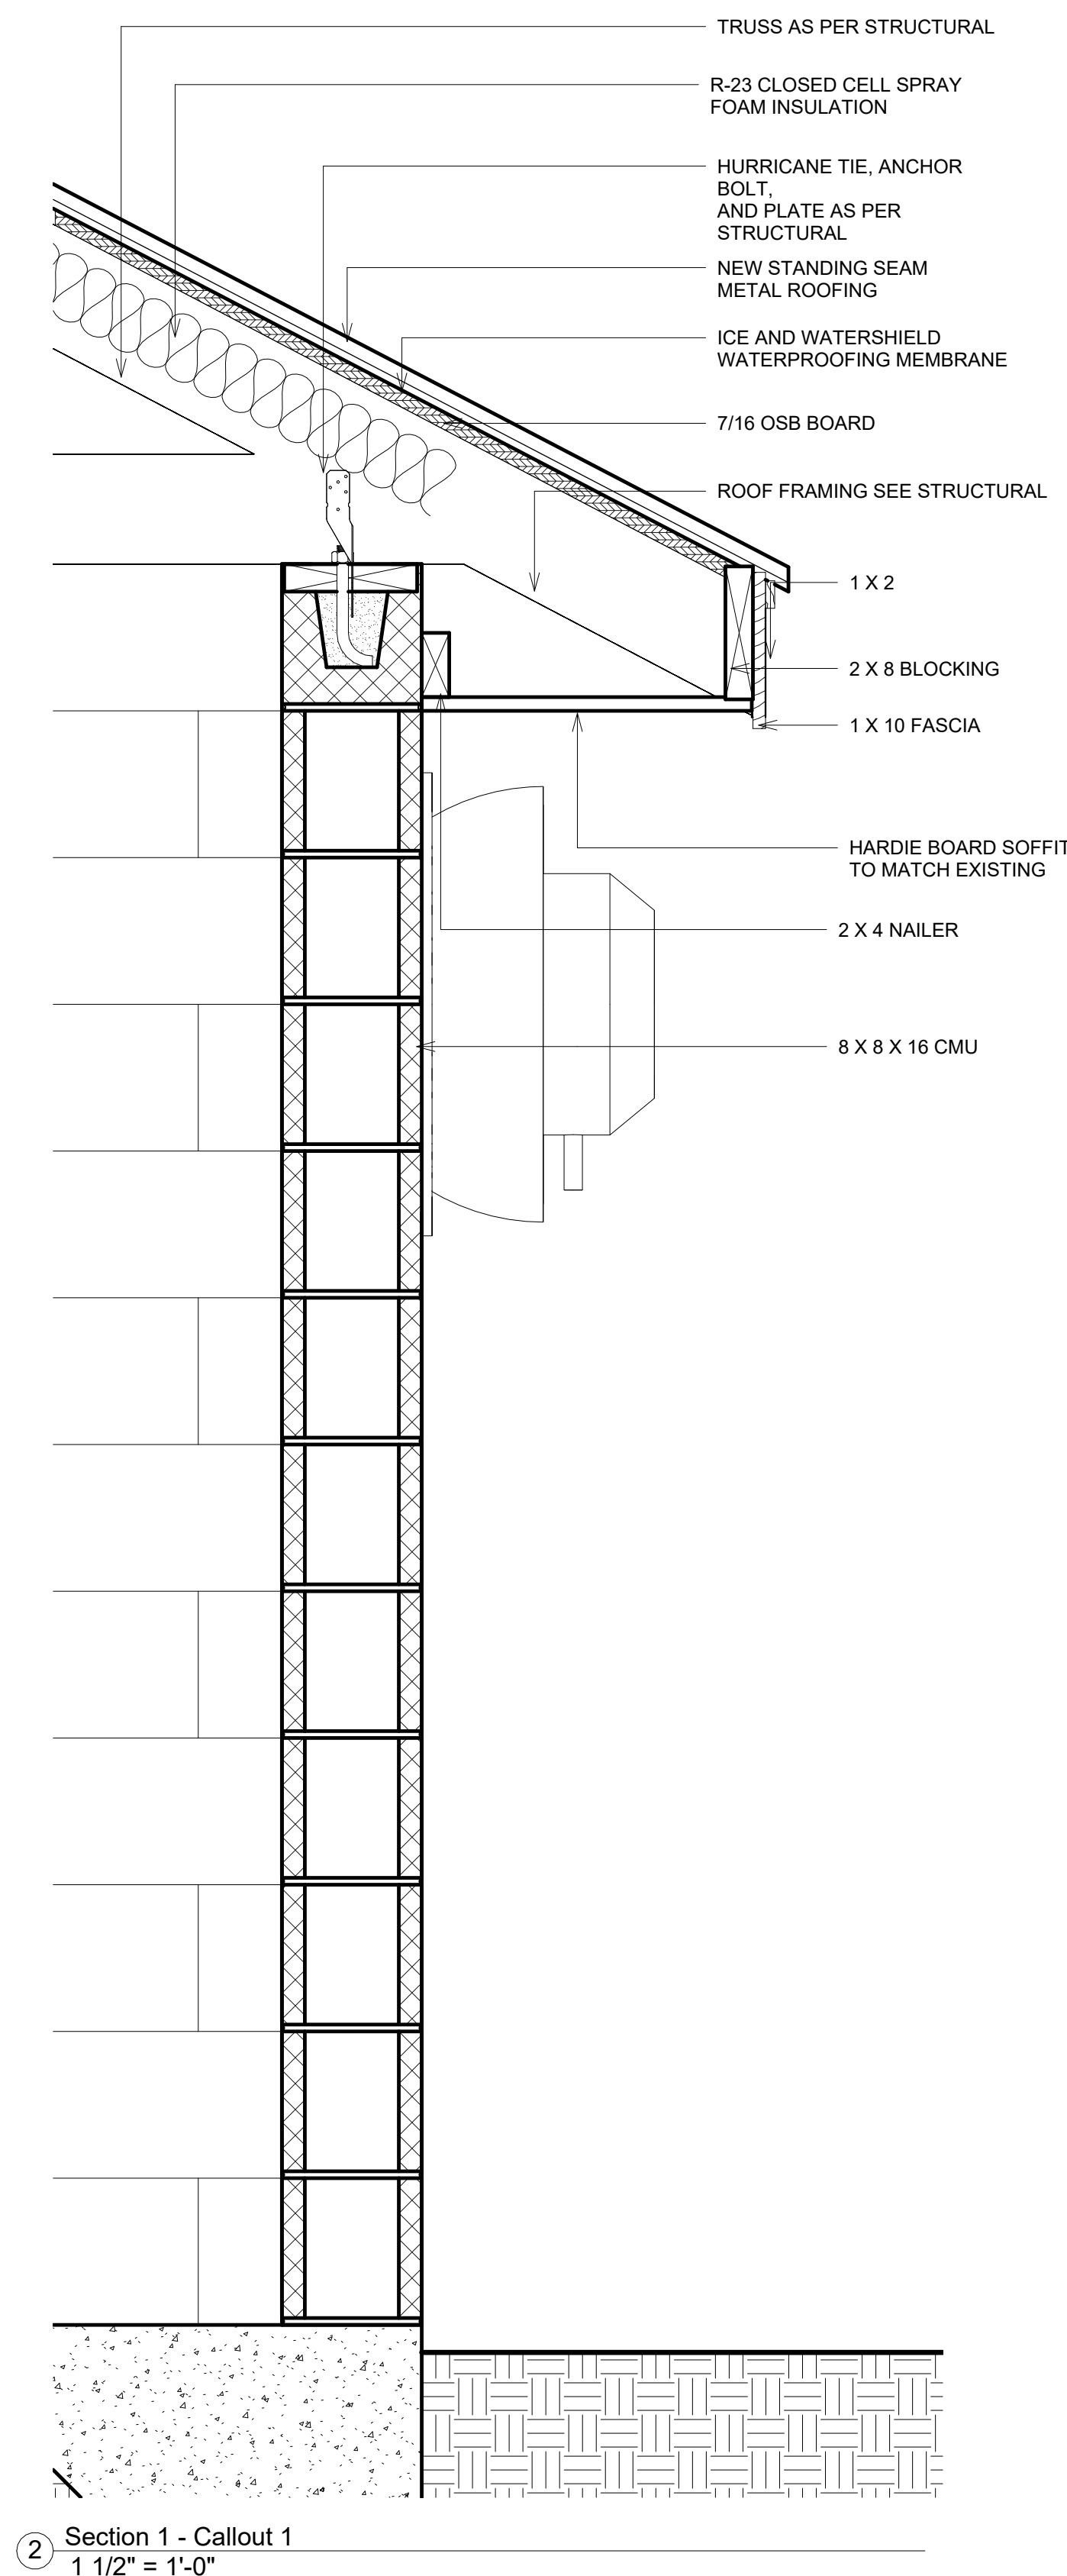 TRUSS AS PER STRUCTURAL
R-23 CLOSED CELL SPRAY
FOAM INSULATION
HURRICANE TIE, ANCHOR
BOLT,
AND PLATE AS PER
STRUCTURAL
NEW STANDING SEAM
METAL ROOFING
ICE AND WATERSHIELD
WATERPROOFING MEMBRANE
7/16 OSB BOARD
ROOF FRAMING SEE STRUCTURAL
1 X 2
2 X 8 BLOCKING
1 X 10 FASCIA
HARDIE BOARD SOFFIT
TO MATCH EXISTING
2 X 4 NAILER
8 X 8 X 16 CMU
2
Section 1 - Callout 1
1 1/2" = 1'-0"